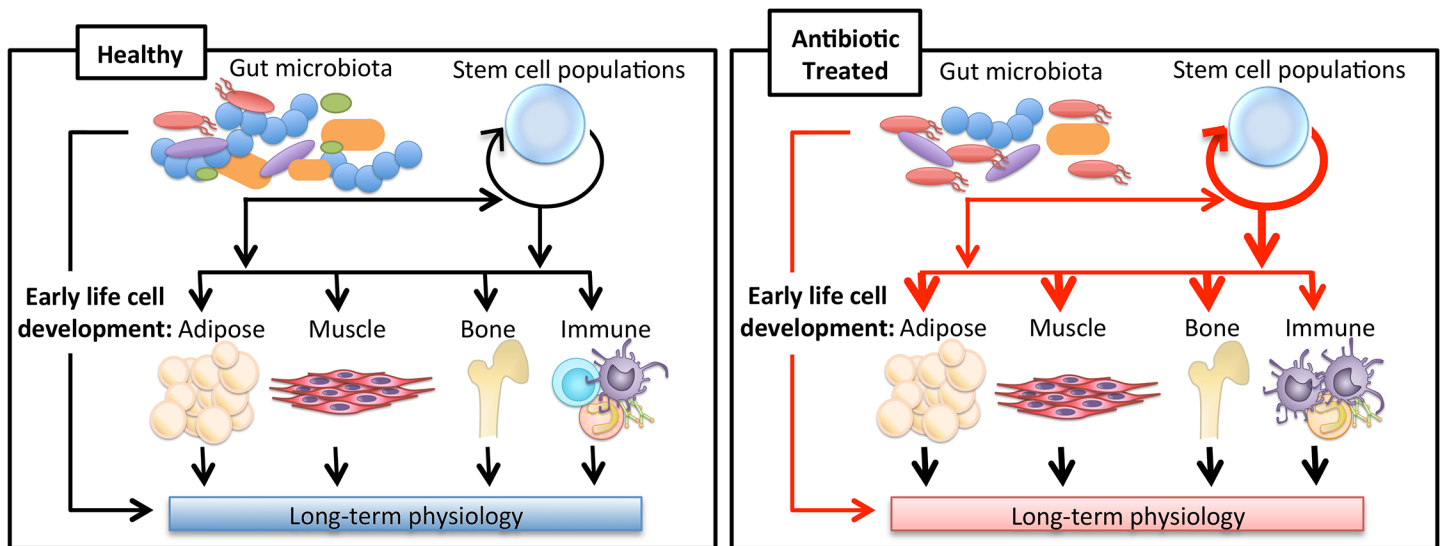 Healthy
Gut microbiota
Stem cell populations
Early life cell
development:
Adipose
Muscle
Bone
Immune
Long-term physiology
Antibiotic
Treated
Gut microbiota
Stem cell populations
Early life cell
development:
Adipose
Muscle
Bone
Immune
Long-term physiology